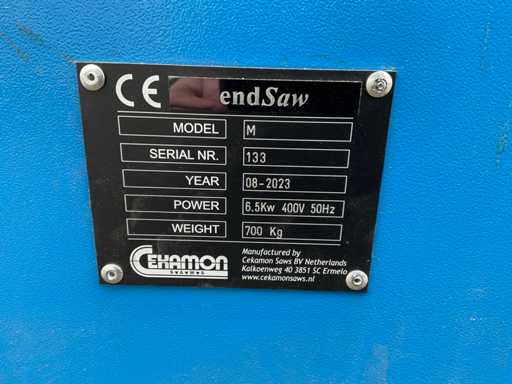 CE endSaw
MODEL M
SERIAL NR. 133
YEAR 08-2023
POWER 6,5Kw 400V 50Hz
WEIGHT 700 Kg
CEKAMON
Manufactured by
Cekamon Saws BV Netherlands
Kalkoenweg 40 3851 SC Ermelo
www.cekamonsaws.nl